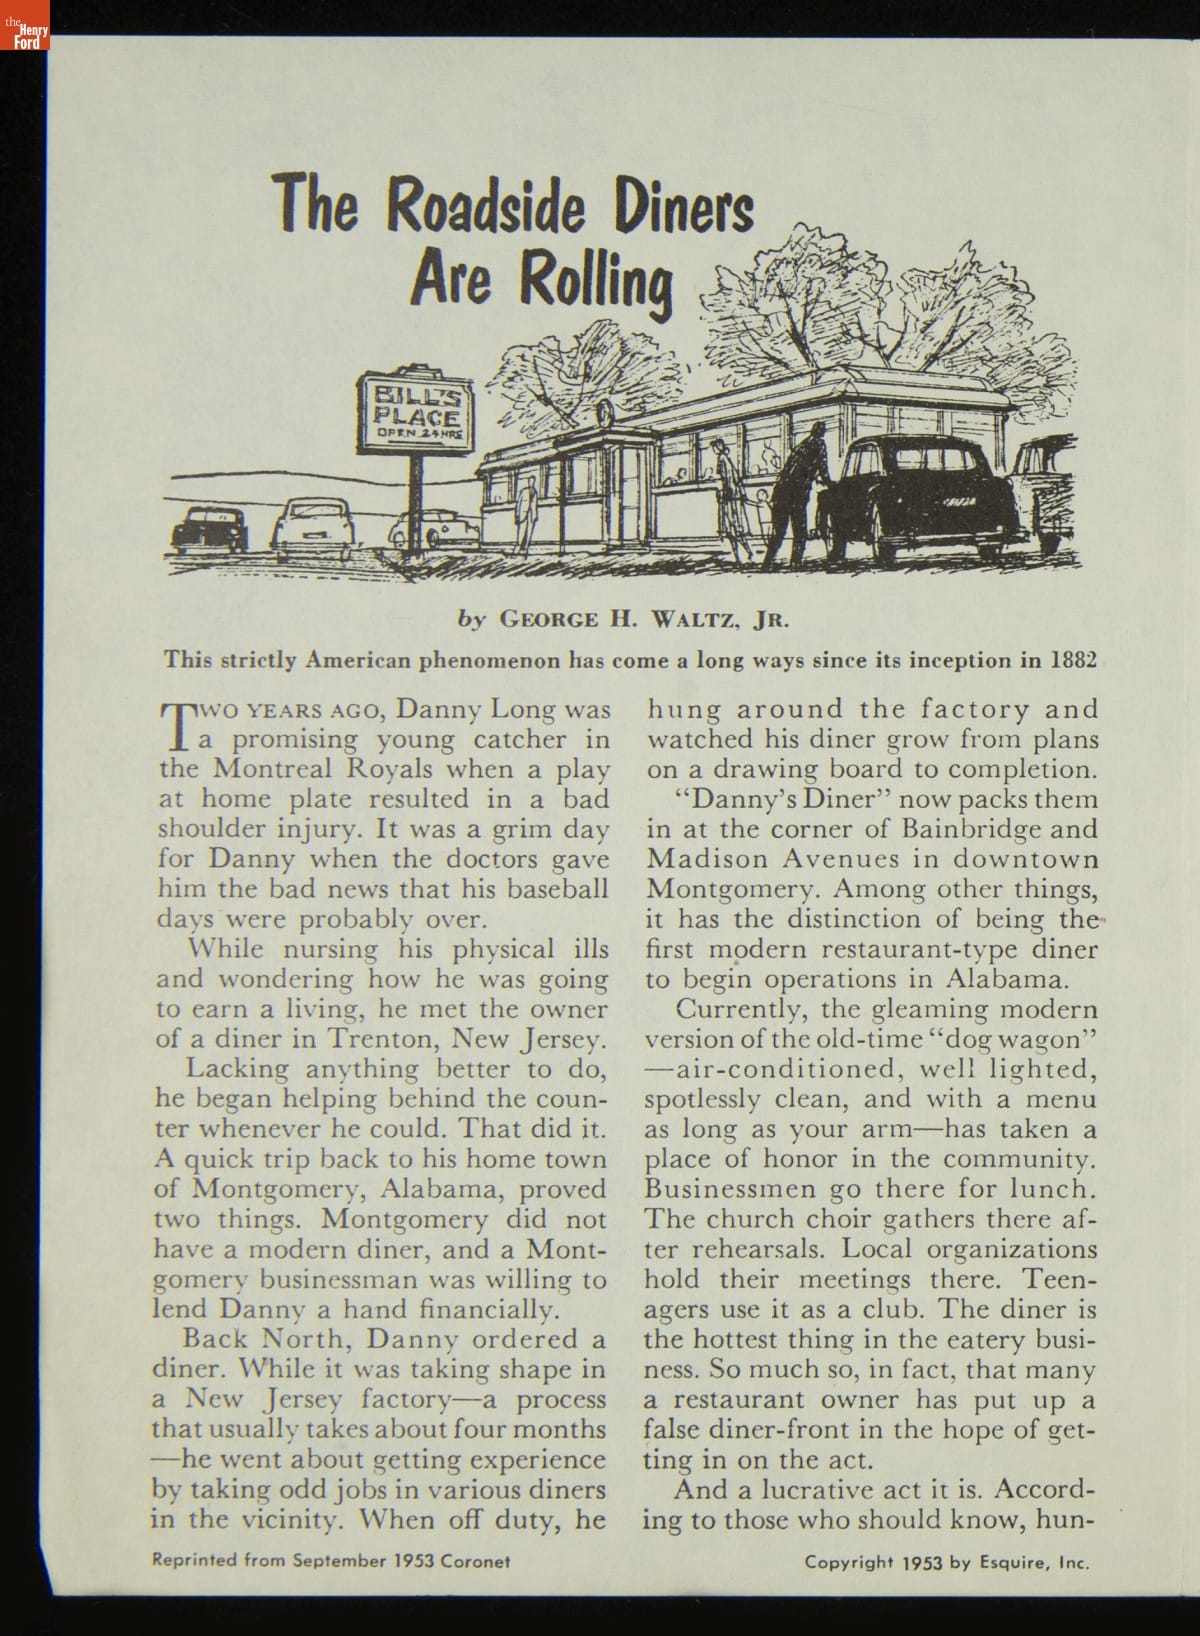 the
Henry
Ford
The Roadside Diners
Are Rolling
BILL'S
PLACE
OPEN 24 HRS
by GEORGE H. WALTZ, JR.
This strictly American phenomenon has come a long ways since its inception in 1882
TWO YEARS AGO, Danny Long was
a promising young catcher in
the Montreal Royals when a play
at home plate resulted in a bad
shoulder injury. It was a grim day
for Danny when the doctors gave
him the bad news that his baseball
days were probably over.
While nursing his physical ills
and wondering how he was going
to earn a living, he met the owner
of a diner in Trenton, New Jersey.
Lacking anything better to do,
he began helping behind the coun-
ter whenever he could. That did it.
A quick trip back to his home town
of Montgomery, Alabama, proved
two things. Montgomery did not
have a modern diner, and a Mont-
gomery businessman was willing to
lend Danny a hand financially.
Back North, Danny ordered a
diner. While it was taking shape in
a New Jersey factory—a process
that usually takes about four months
—he went about getting experience
by taking odd jobs in various diners
in the vicinity. When off duty, he
hung around the factory and
watched his diner grow from plans
on a drawing board to completion.
"Danny's Diner" now packs them
in at the corner of Bainbridge and
Madison Avenues in downtown
Montgomery. Among other things,
it has the distinction of being the
first modern restaurant-type diner
to begin operations in Alabama.
Currently, the gleaming modern
version of the old-time "dog wagon"
—air-conditioned, well lighted,
spotlessly clean, and with a menu
as long as your arm—has taken a
place of honor in the community.
Businessmen go there for lunch.
The church choir gathers there af-
ter rehearsals. Local organizations
hold their meetings there. Teen-
agers use it as a club. The diner is
the hottest thing in the eatery busi-
ness. So much so, in fact, that many
a restaurant owner has put up a
false diner-front in the hope of get-
ting in on the act.
And a lucrative act it is. Accord-
ing to those who should know, hun-
Reprinted from September 1953 Coronet
Copyright 1953 by Esquire, Inc.